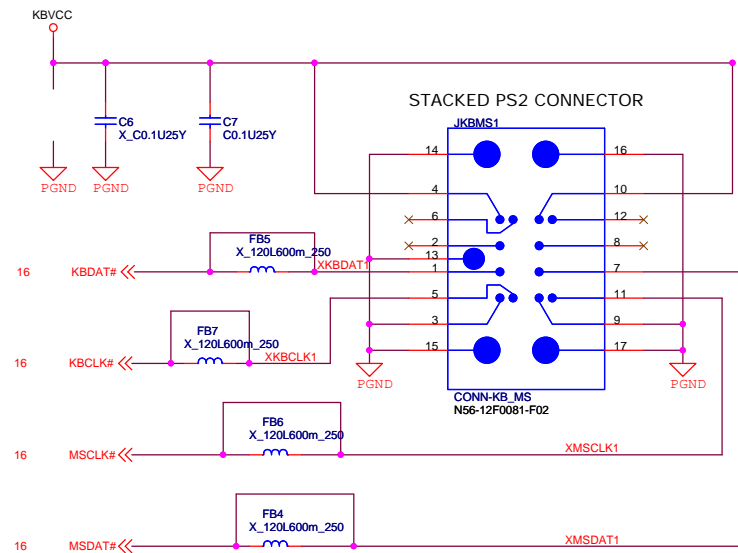 KBVCC
C6
X_C0.1U25Y
C7
C0.1U25Y
PGND
PGND
PGND
STACKED PS2 CONNECTOR
JKBMS1
14
16
4
10
6
12
2
8
13
1
7
5
11
3
9
15
17
PGND
PGND
CONN-KB_MS
N56-12F0081-F02
FB5
X_120L600m_250
16
KBDAT#
XKBDAT1
FB7
X_120L600m_250
16
KBCLK#
XKBCLK1
FB6
X_120L600m_250
16
MSCLK#
XMSCLK1
FB4
X_120L600m_250
16
MSDAT#
XMSDAT1